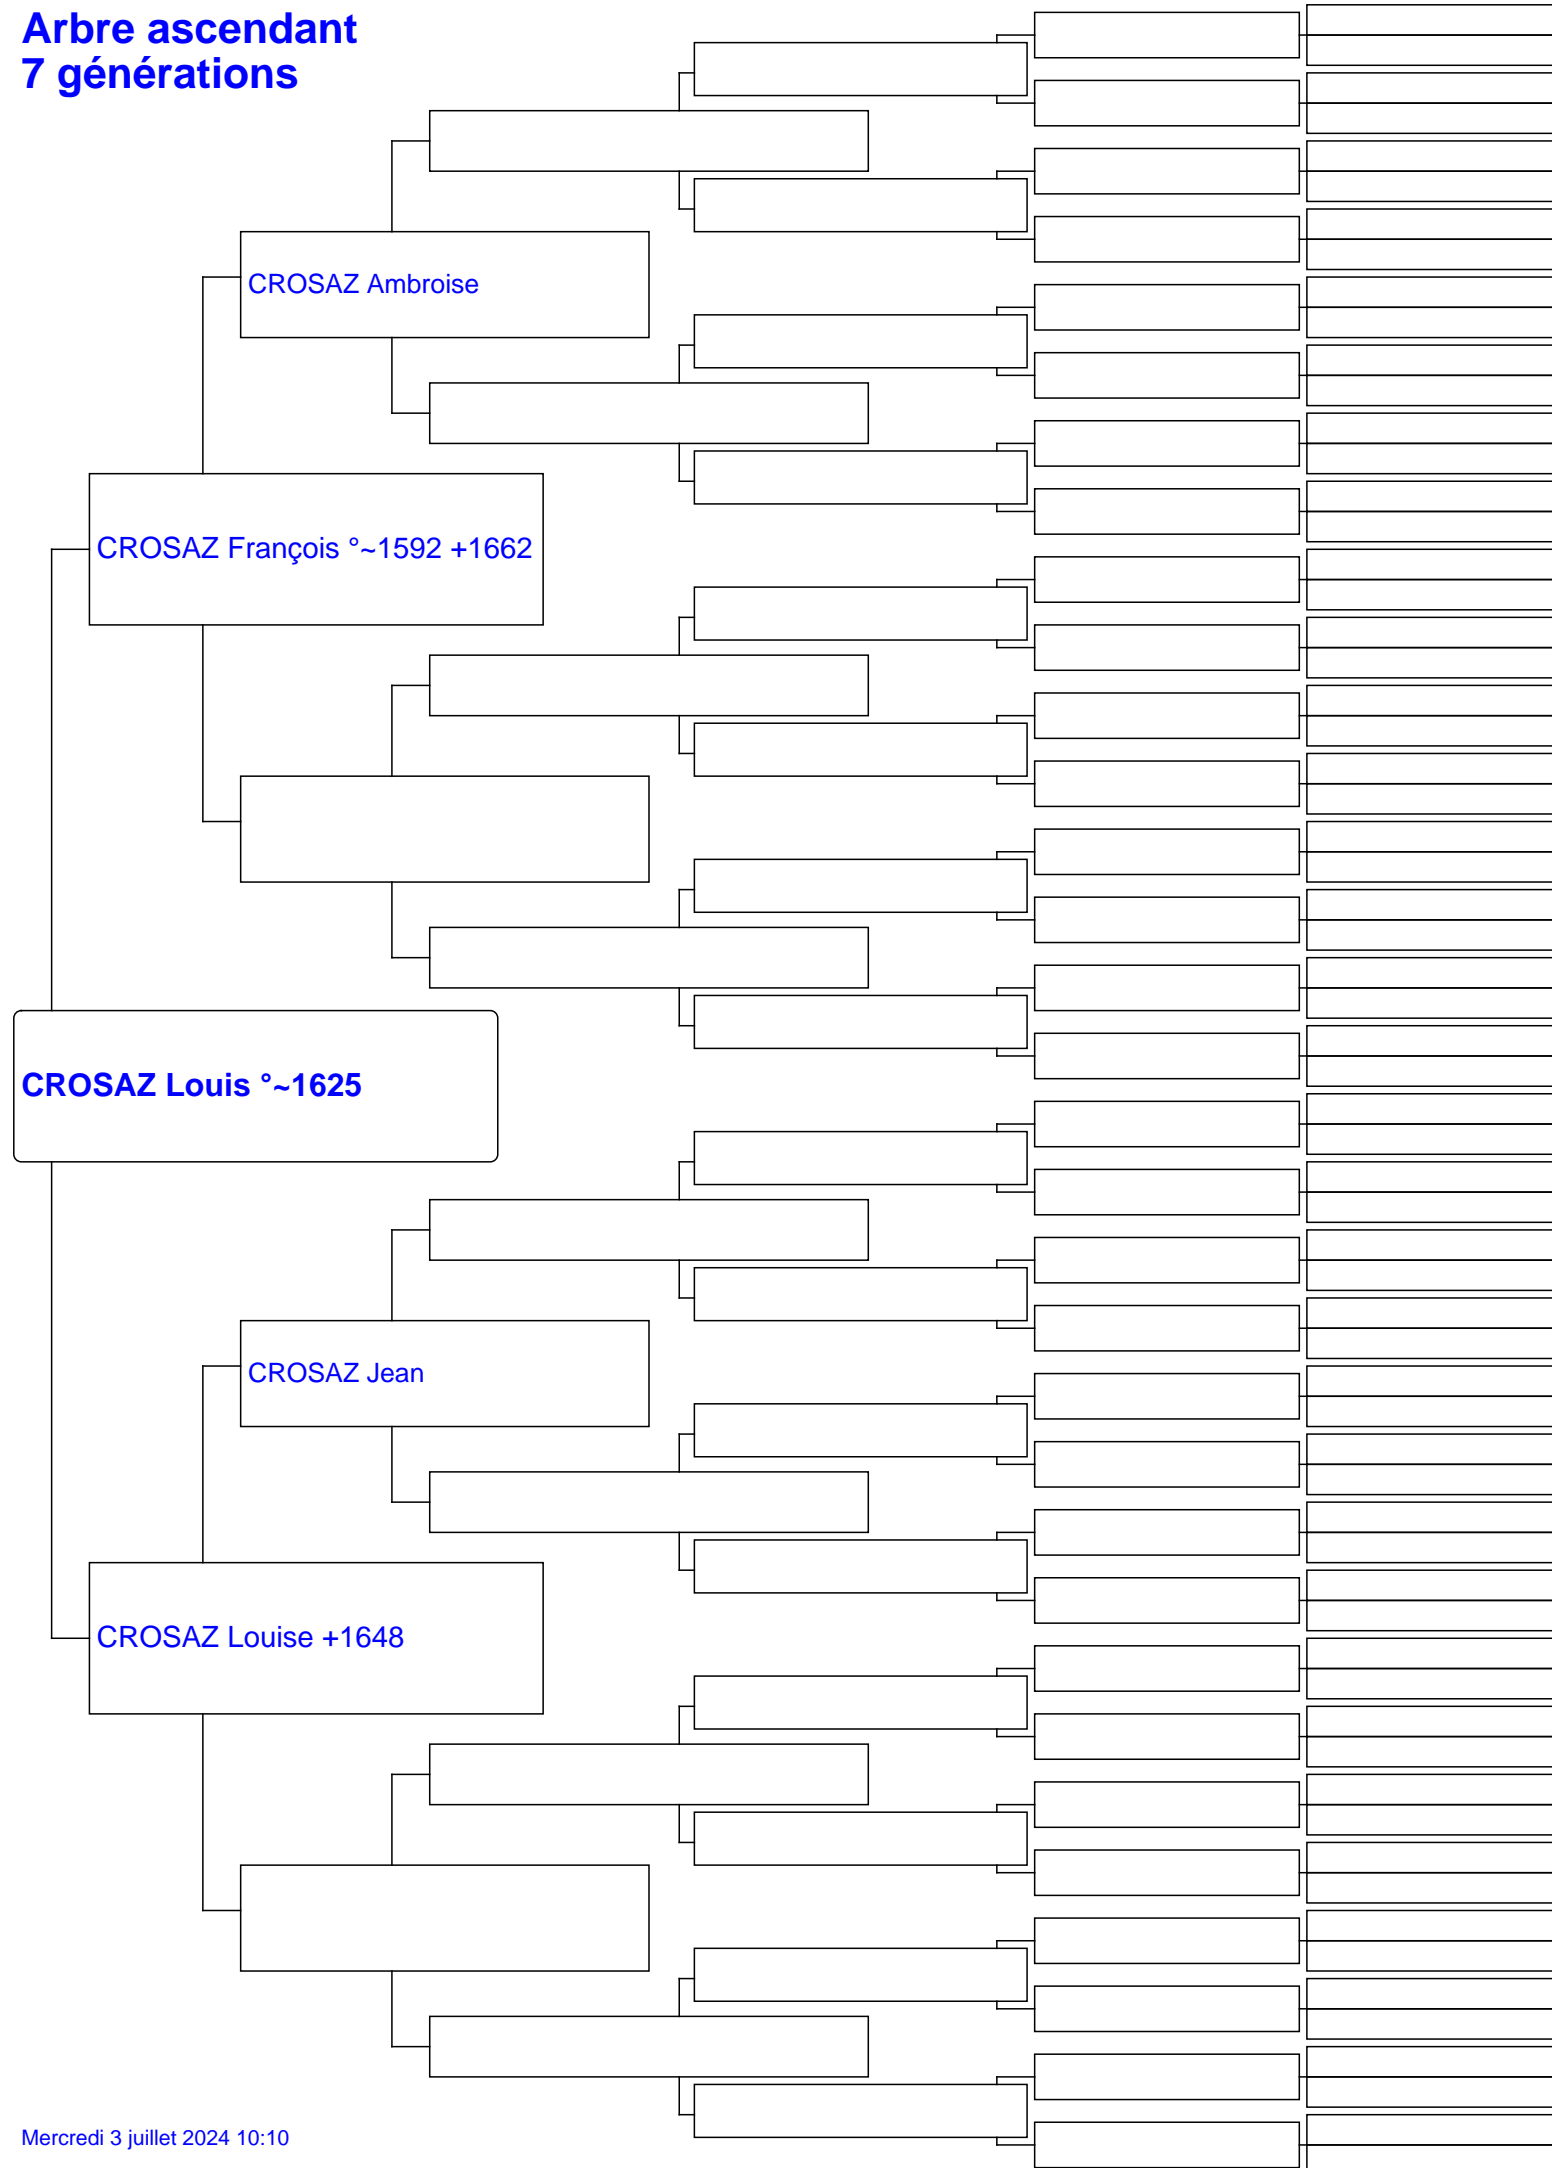 Arbre ascendant
7 générations
CROSAZ Ambroise
CROSAZ François °~1592 +1662
CROSAZ Louis °~1625
CROSAZ Jean
CROSAZ Louise +1648
Mercredi 3 juillet 2024 10:10